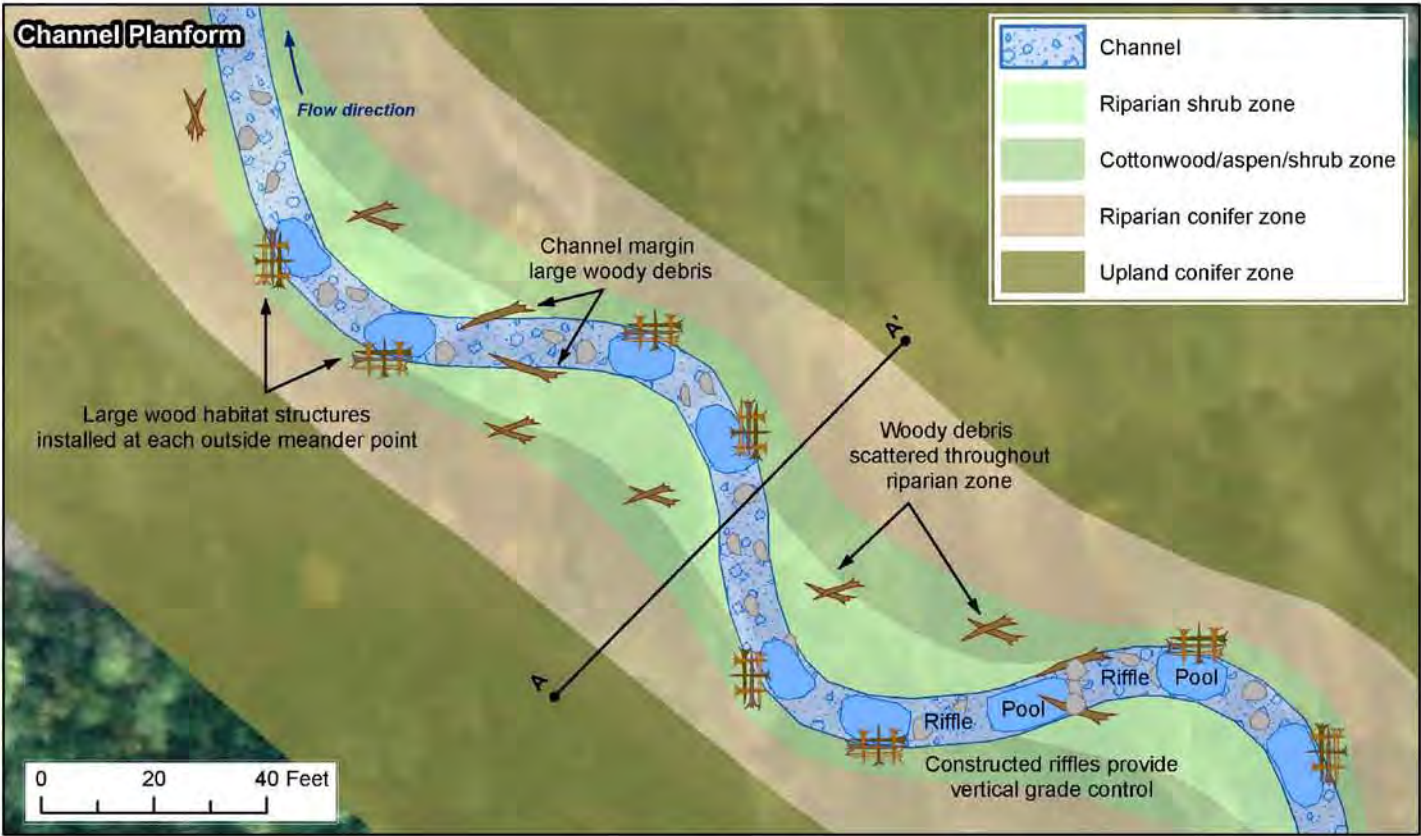 Channel Planform
Flow direction
Channel
Riparian shrub zone
Cottonwood/aspen/shrub zone
Riparian conifer zone
Upland conifer zone
Channel margin
large woody debris
A'
Large wood habitat structures
installed at each outside meander point
Woody debris
scattered throughout
riparian zone
A
Riffle
Pool
Riffle
Pool
Constructed riffles provide
vertical grade control
0 20 40 Feet